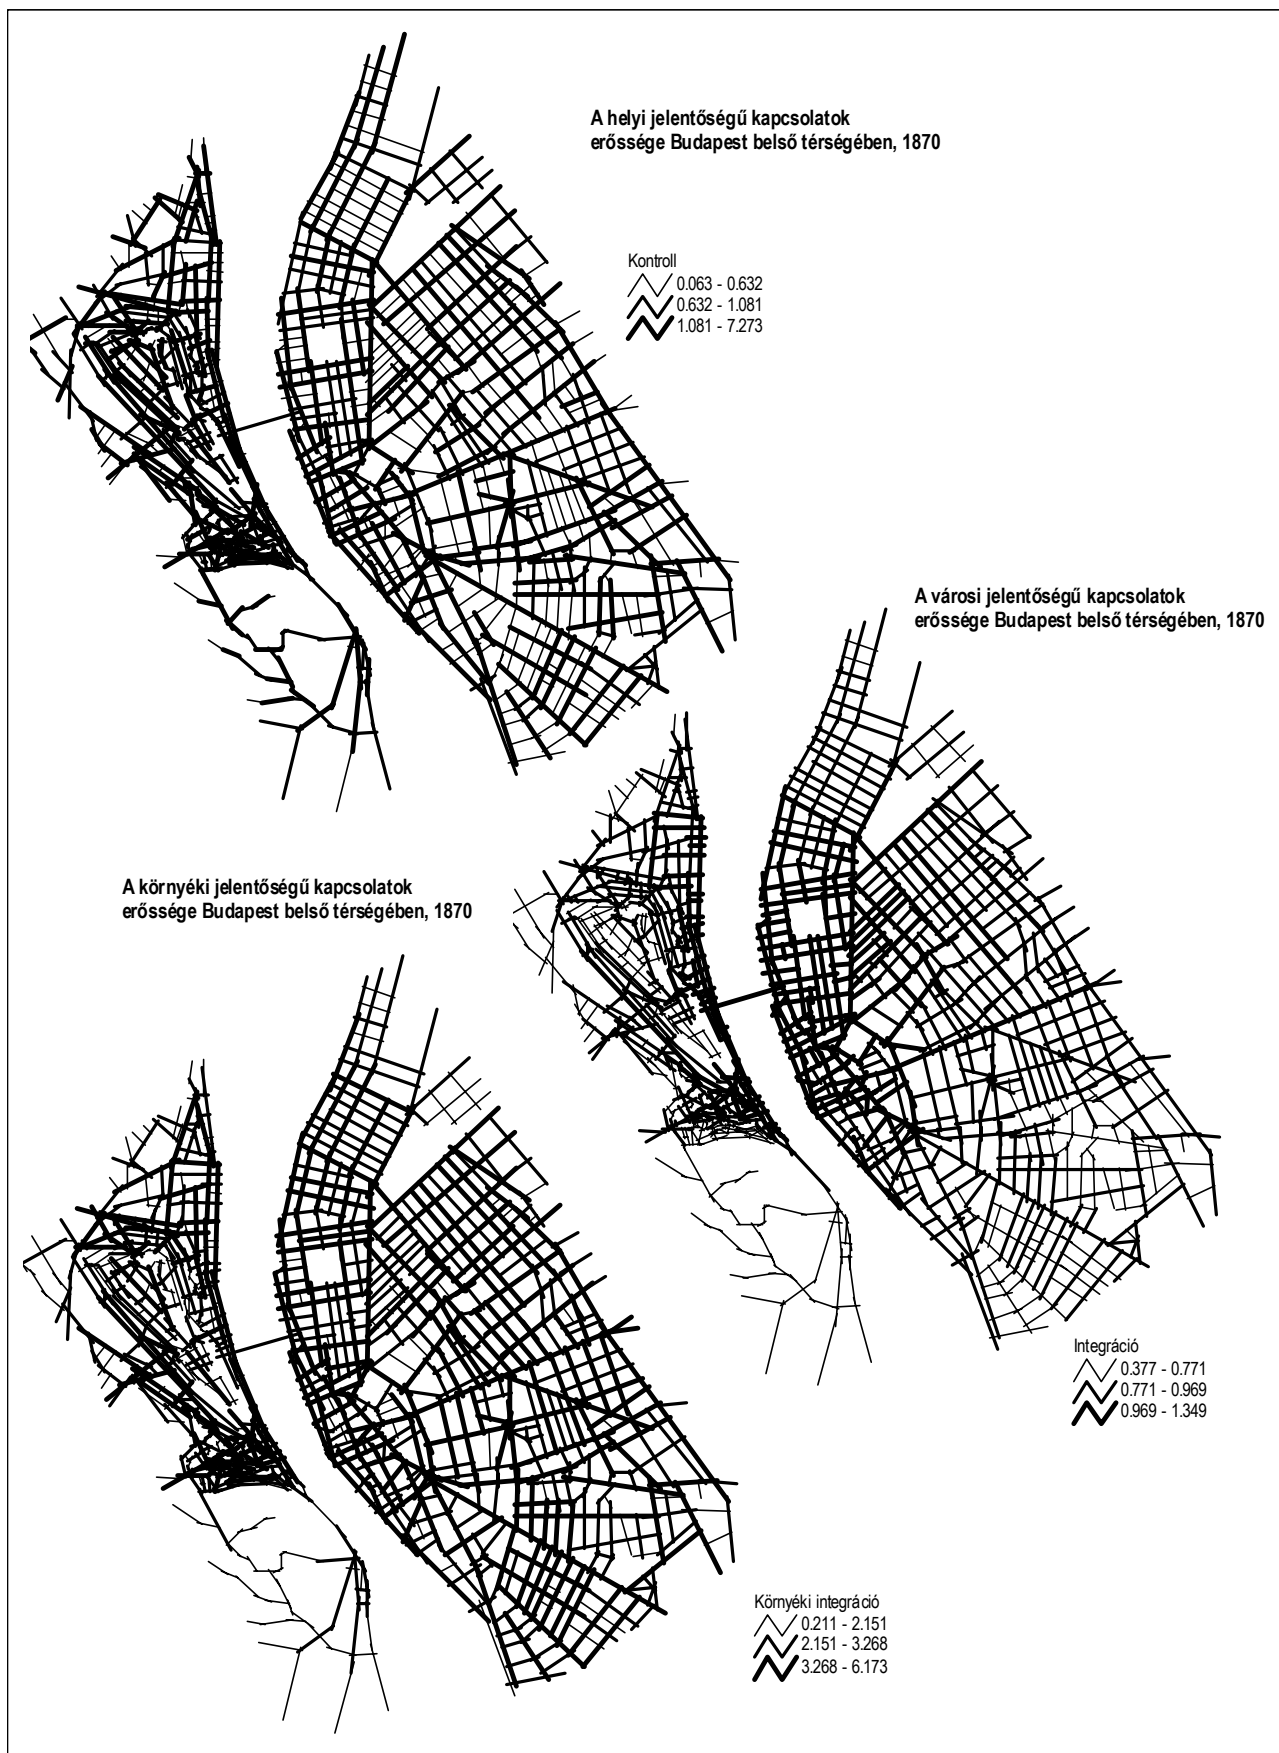 A helyi jelentőségű kapcsolatok
erőssége Budapest belső térségében, 1870
Kontroll
0.063 - 0.632
0.632 - 1.081
1.081 - 7.273
A városi jelentőségű kapcsolatok
erőssége Budapest belső térségében, 1870
Integráció
0.377 - 0.771
0.771 - 0.969
0.969 - 1.349
A környéki jelentőségű kapcsolatok
erőssége Budapest belső térségében, 1870
Környéki integráció
0.211 - 2.151
2.151 - 3.268
3.268 - 6.173